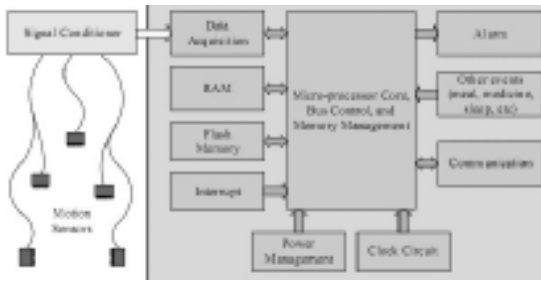 Signal Conditioner
Data
Acquisition
RAM
Flash
Memory
Interrupt
Micro-processor Core,
Bus Control, and
Memory Management
Alarm
Other events
(meal, medicine,
sleep, etc)
Communication
Motion
Sensors
Power
Management
Clock Circuit